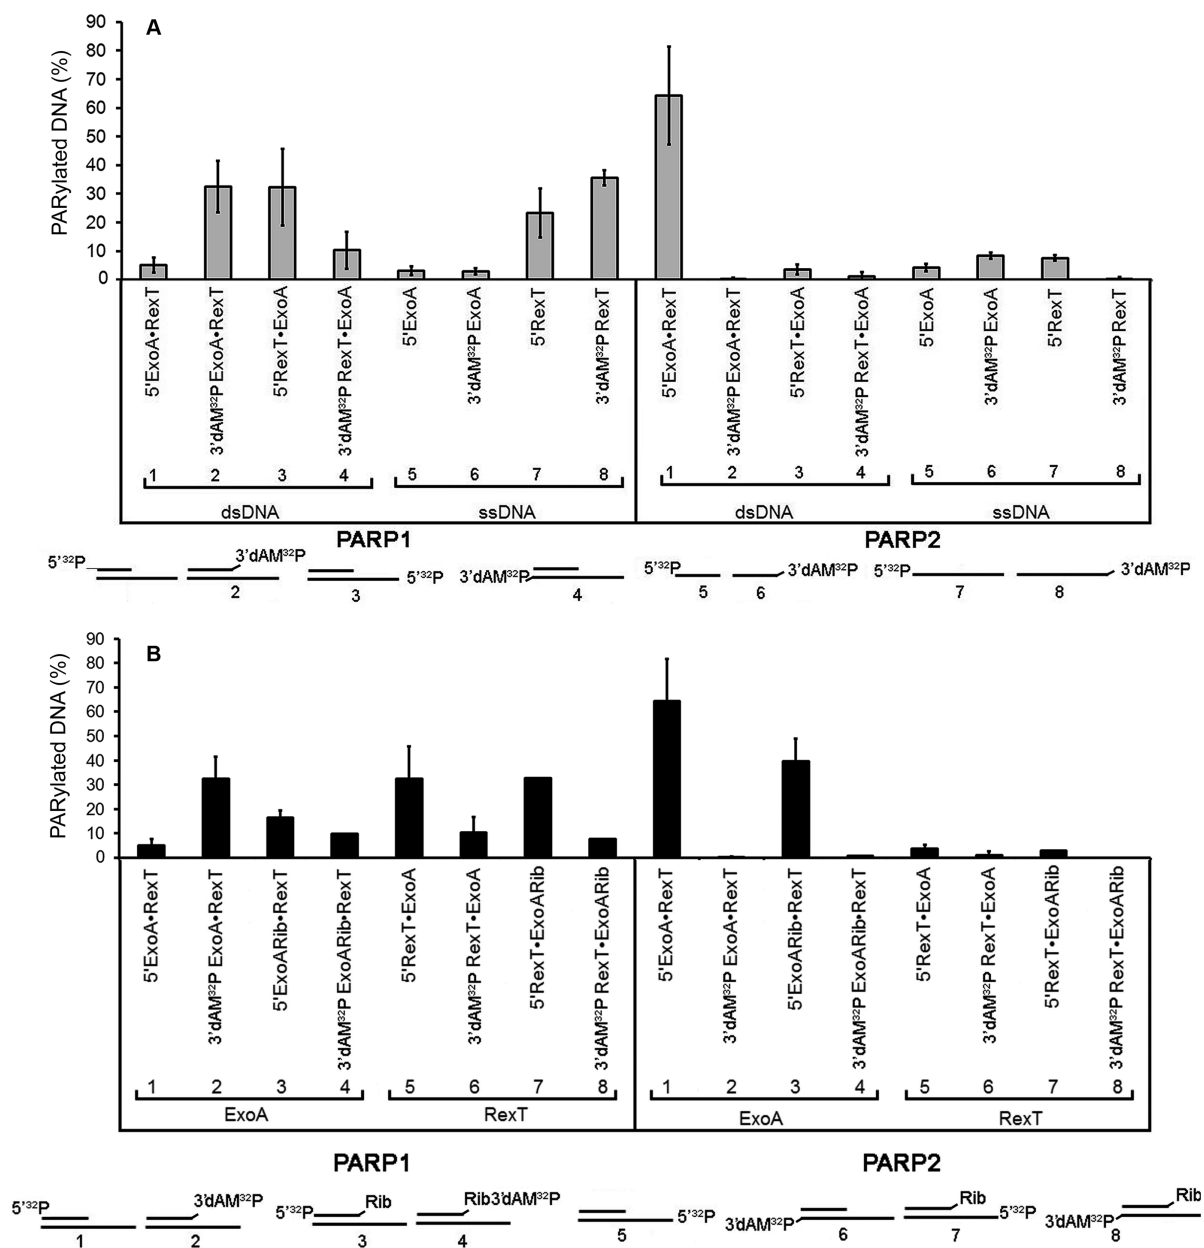 A
PARylated DNA (%)
90
80
70
60
50
40
30
20
10
0
5'ExoA•RexT
3'dAM³²P ExoA•RexT
5'RexT•ExoA
3'dAM³²P RexT•ExoA
5'ExoA
3'dAM³²P ExoA
5'RexT
3'dAM³²P RexT
5'ExoA•RexT
3'dAM³²P ExoA•RexT
5'RexT•ExoA
3'dAM³²P RexT•ExoA
5'ExoA
3'dAM³²P ExoA
5'RexT
3'dAM³²P RexT
1 2 3 4 5 6 7 8 1 2 3 4 5 6 7 8
dsDNA ssDNA dsDNA ssDNA
PARP1 PARP2
5'³²P 3'dAM³²P 5'³²P 3'dAM³²P 5'³²P 3'dAM³²P 5'³²P 3'dAM³²P
2 3 4 5 6 7 8
B
PARylated DNA (%)
90
80
70
60
50
40
30
20
10
0
5'ExoA•RexT
3'dAM³²P ExoA•RexT
5'ExoARib•RexT
3'dAM³²P ExoARib•RexT
5'RexT•ExoA
3'dAM³²P RexT•ExoA
5'RexT•ExoARib
3'dAM³²P RexT•ExoARib
5'ExoA•RexT
3'dAM³²P ExoA•RexT
5'ExoARib•RexT
3'dAM³²P ExoARib•RexT
5'RexT•ExoA
3'dAM³²P RexT•ExoA
5'RexT•ExoARib
3'dAM³²P RexT•ExoARib
1 2 3 4 5 6 7 8 1 2 3 4 5 6 7 8
ExoA RexT ExoA RexT
PARP1 PARP2
5'³²P 3'dAM³²P 5'³²P Rib Rib3'dAM³²P 5'³²P 3'dAM³²P Rib 5'³²P 3'dAM³²P Rib
1 2 3 4 5 6 7 8